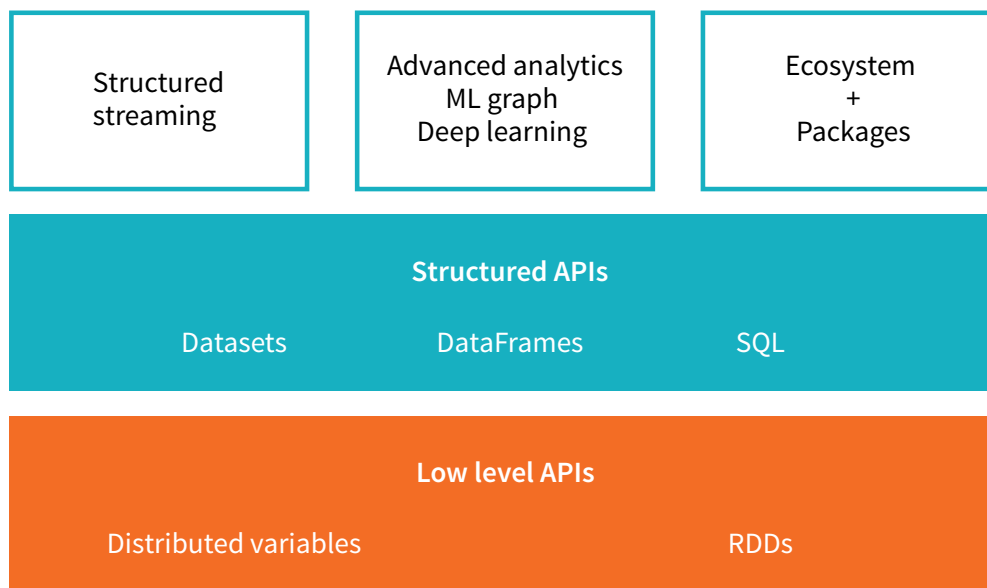 Structured
streaming
Advanced analytics
ML graph
Deep learning
Ecosystem
+
Packages
Structured APIs
Datasets
DataFrames
SQL
Low level APIs
Distributed variables
RDDs